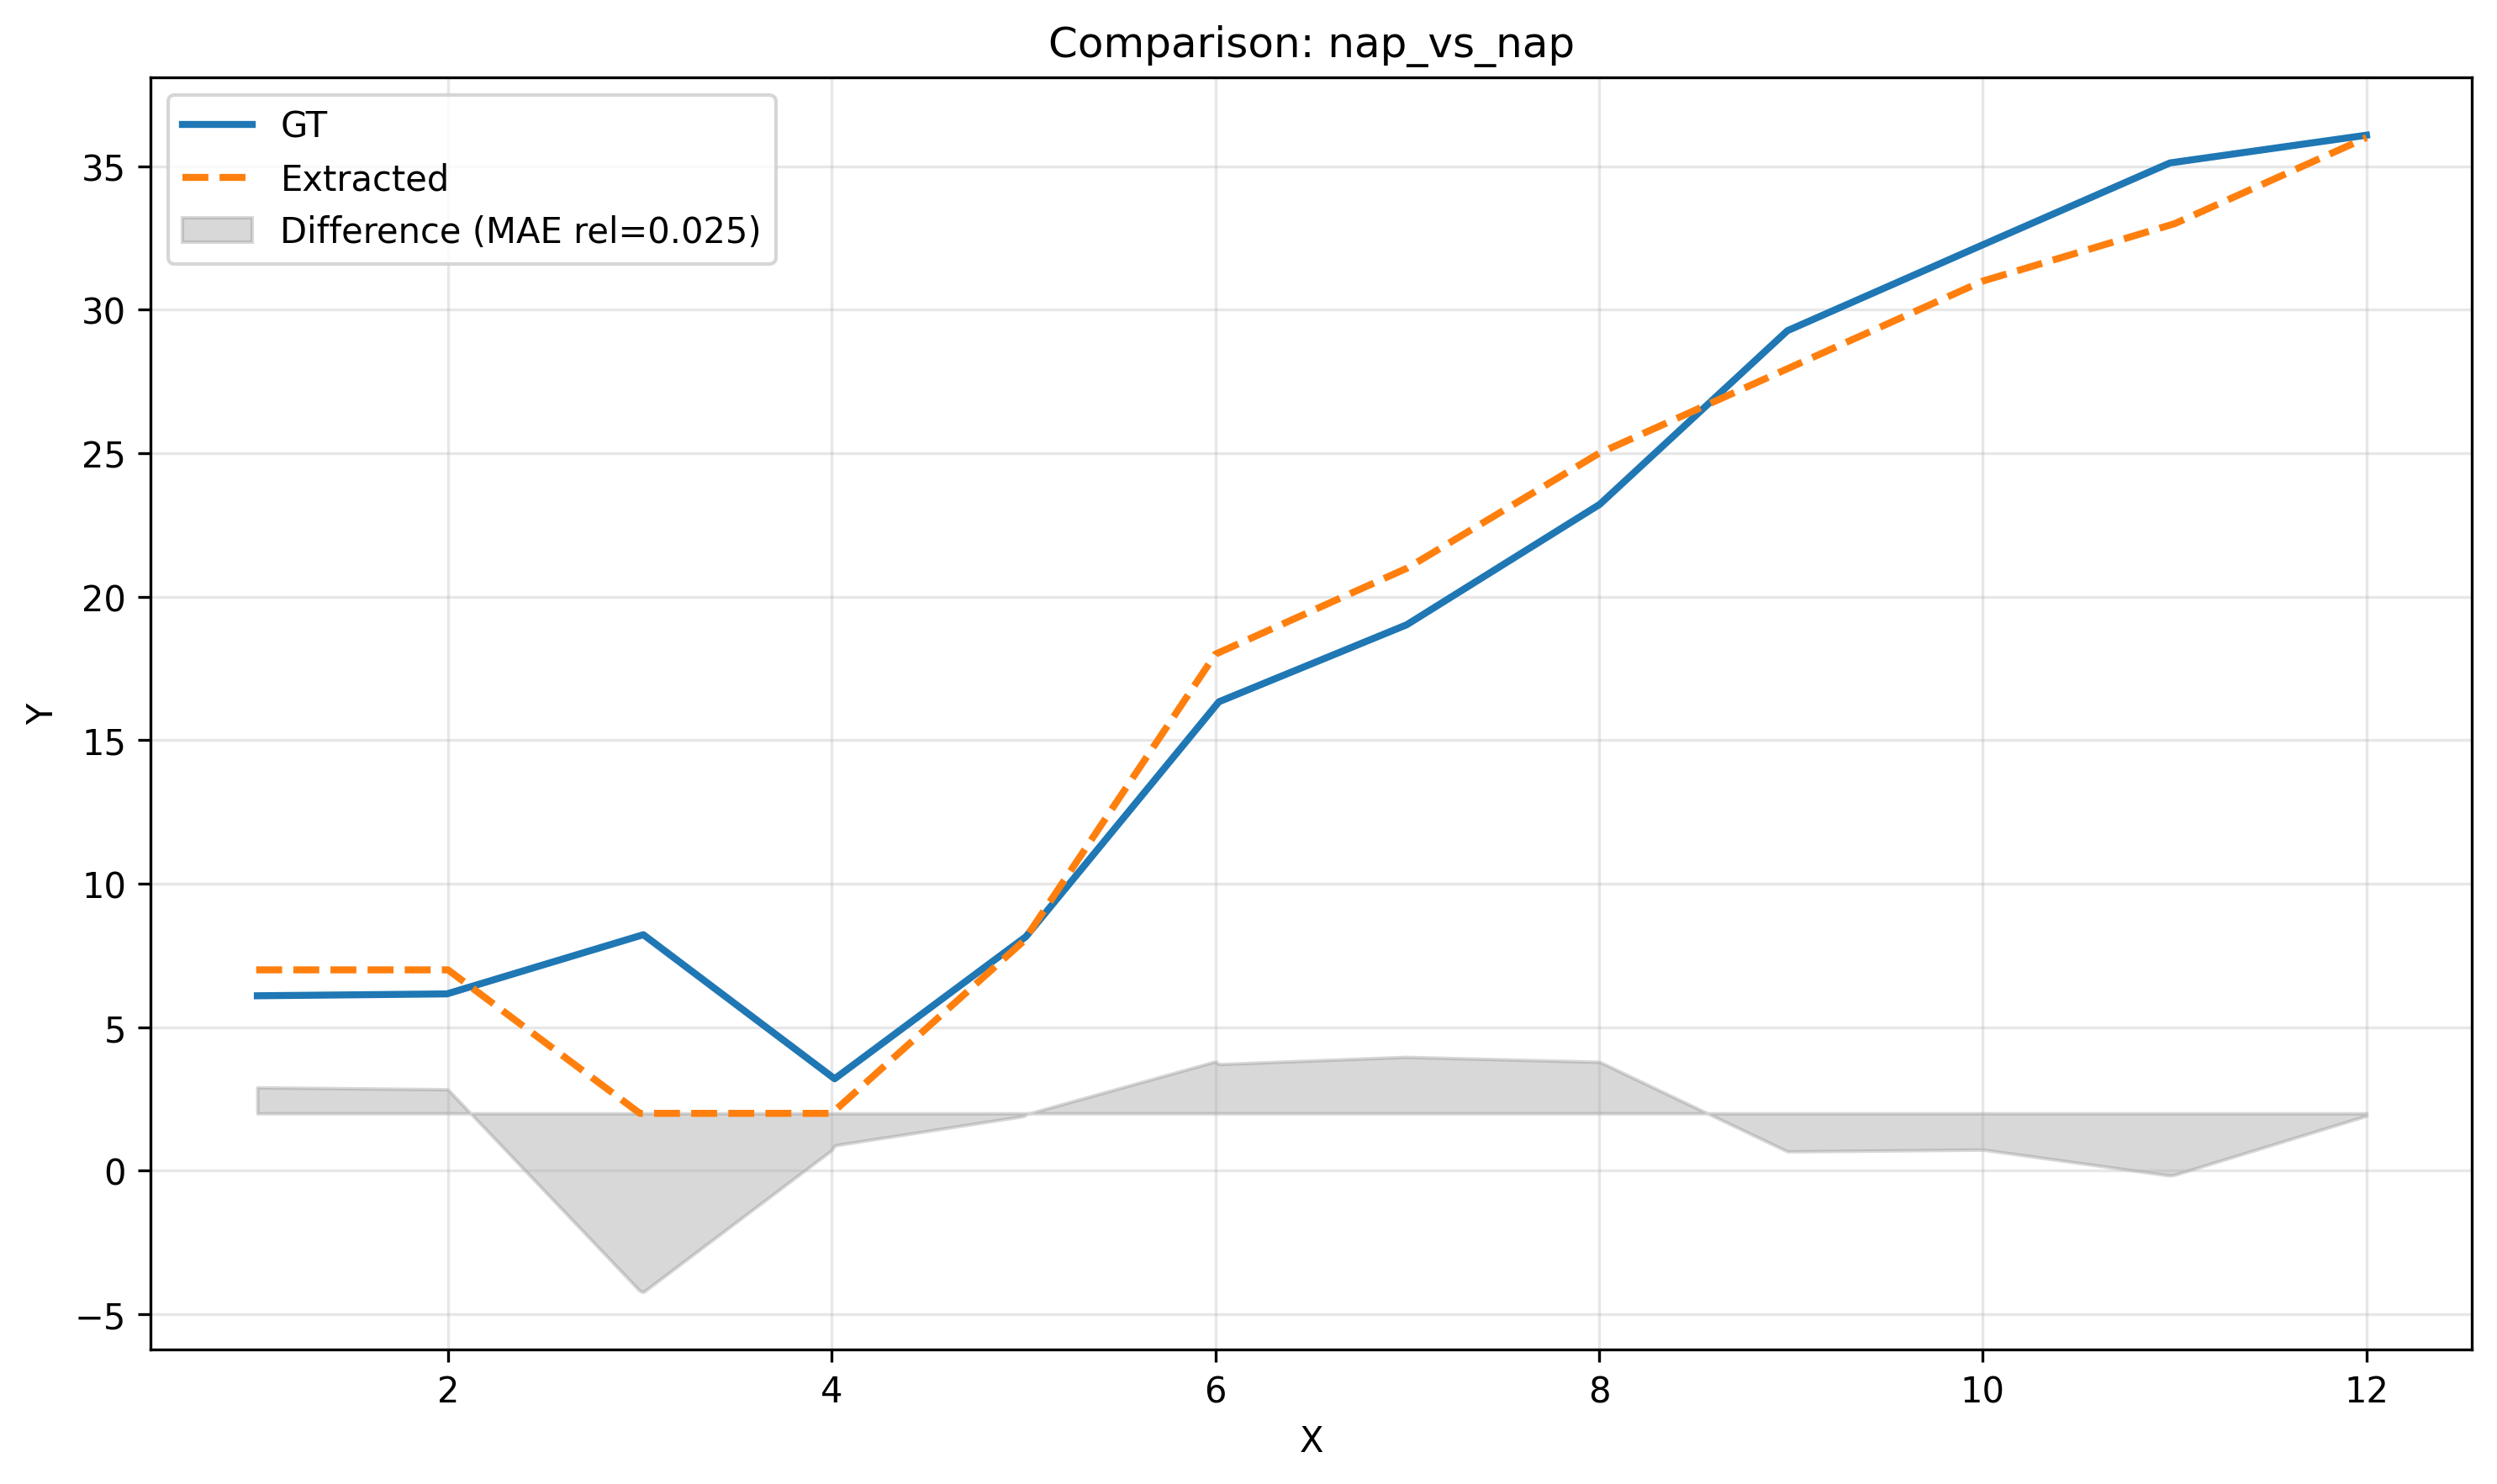 Comparison: nap_vs_nap
GT
Extracted
Difference (MAE rel=0.025)
35
30
25
20
15
10
5
0
−5
Y
2 4 6 8 10 12
X